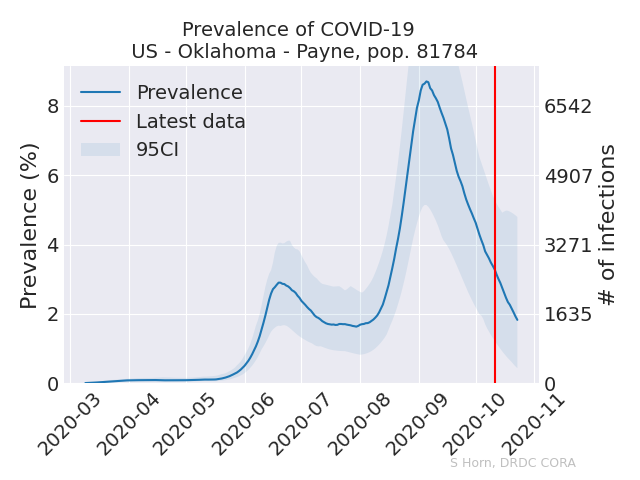 Prevalence of COVID-19
US - Oklahoma - Payne, pop. 81784
Prevalence
Latest data
95CI
Prevalence (%)
8
6
4
2
0
6542
4907
3271
1635
0
# of infections
2020-03
2020-04
2020-05
2020-06
2020-07
2020-08
2020-09
2020-10
2020-11
S Horn, DRDC CORA